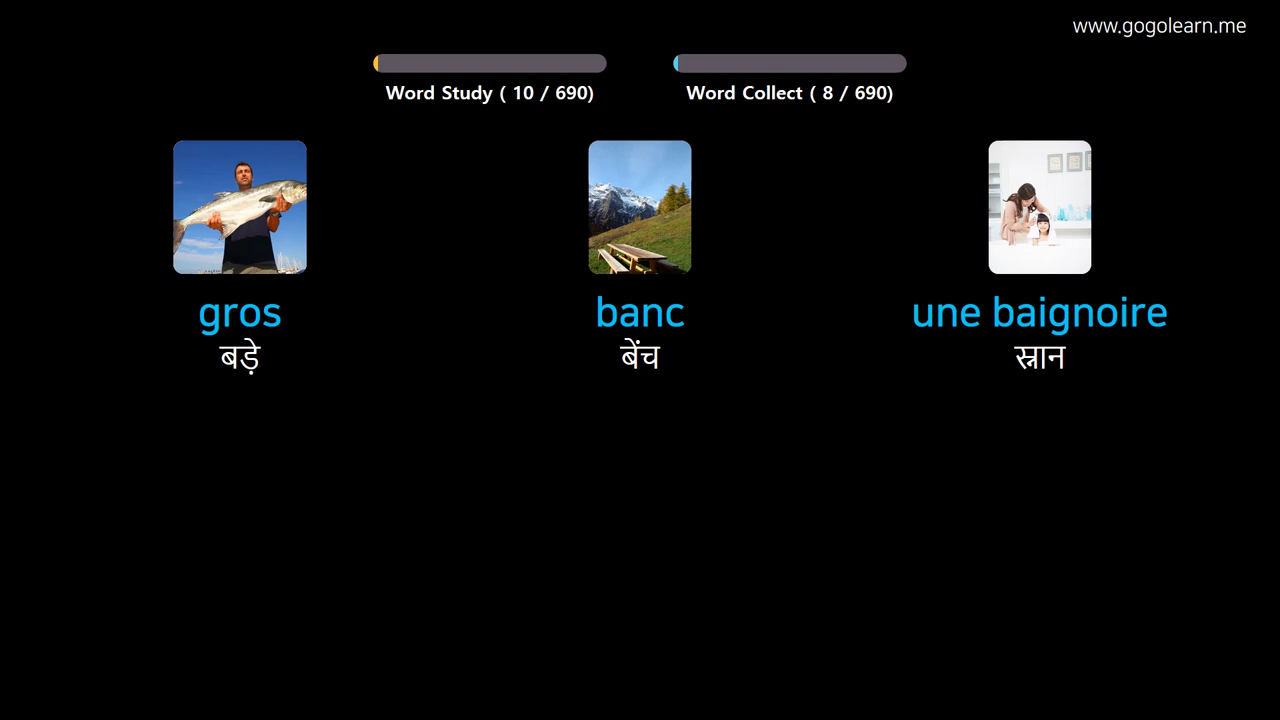 www.gogolearn.me
Word Study ( 10 / 690)
Word Collect ( 8 / 690)
gros
बड़े
banc
बेंच
une baignoire
स्नान